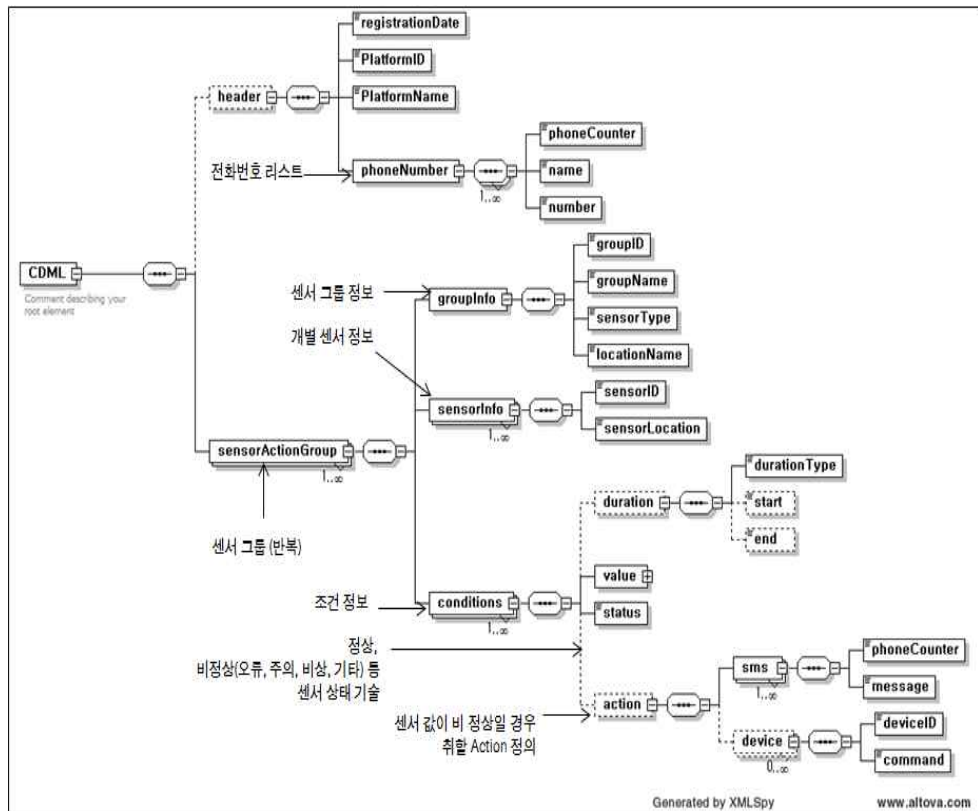 registrationDate
PlatformID
header
PlatformName
전화번호 리스트
phoneNumber
1..∞
phoneCounter
name
number
CDML
Comment describing your
root element
센서 그룹 정보
groupInfo
groupID
groupName
sensorType
locationName
개별 센서 정보
sensorInfo
1..∞
sensorID
sensorLocation
sensorActionGroup
1..∞
센서 그룹 (반복)
duration
durationType
start
end
조건 정보
conditions
1..∞
value
status
정상,
비정상(오류, 주의, 비상, 기타) 등
센서 상태 기술
action
센서 값이 비 정상일 경우
취할 Action 정의
sms
1..∞
phoneCounter
message
device
0..∞
deviceID
command
Generated by XMLSpy
www.altova.com